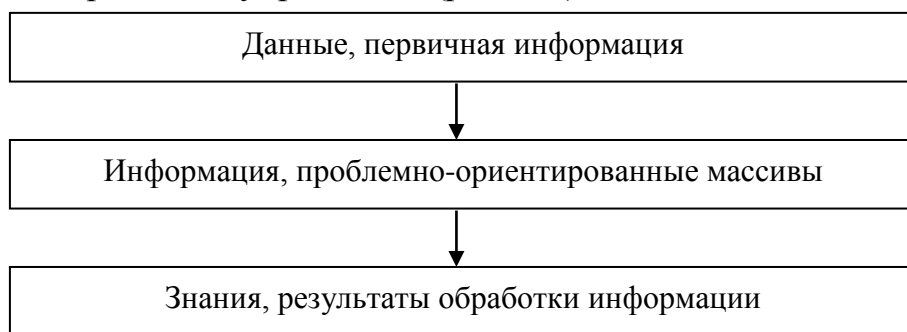 Данные, первичная информация
Информация, проблемно-ориентированные массивы
Знания, результаты обработки информации